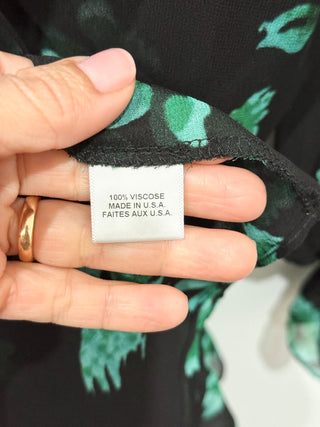 100% VISCOSE
MADE IN U.S.A.
FAITES AUX U.S.A.